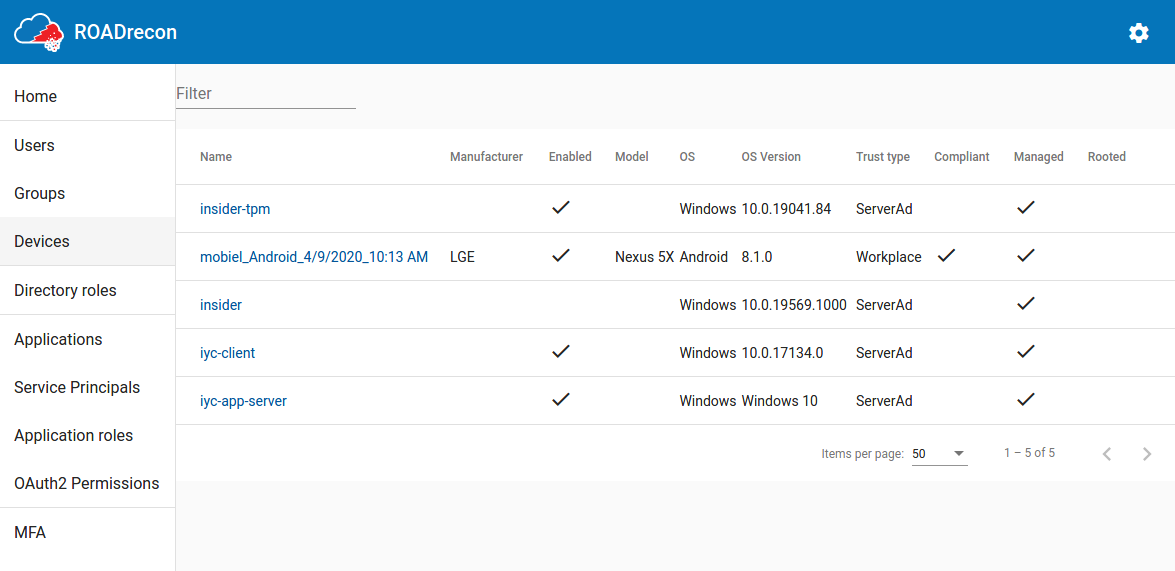 ROADrecon
Home
Users
Groups
Devices
Directory roles
Applications
Service Principals
Application roles
OAuth2 Permissions
MFA
Filter
Name Manufacturer Enabled Model OS OS Version Trust type Compliant Managed Rooted
insider-tpm Windows 10.0.19041.84 ServerAd
mobiel_Android_4/9/2020_10:13 AM LGE Nexus 5X Android 8.1.0 Workplace
insider Windows 10.0.19569.1000 ServerAd
iyc-client Windows 10.0.17134.0 ServerAd
iyc-app-server Windows Windows 10 ServerAd
Items per page: 50 1 – 5 of 5